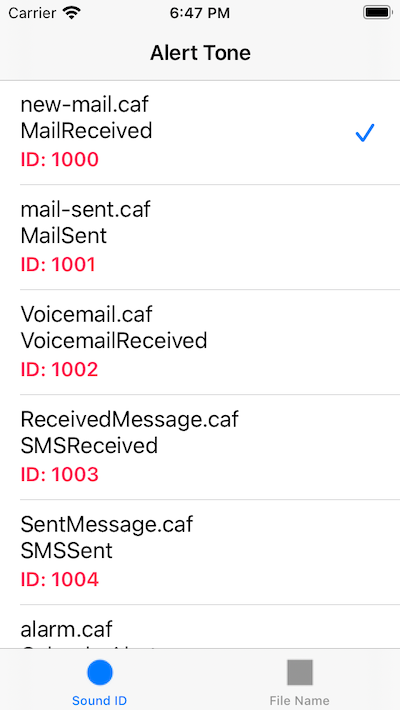 Carrier 6:47 PM
Alert Tone
new-mail.caf
MailReceived
ID: 1000
mail-sent.caf
MailSent
ID: 1001
Voicemail.caf
VoicemailReceived
ID: 1002
ReceivedMessage.caf
SMSReceived
ID: 1003
SentMessage.caf
SMSSent
ID: 1004
alarm.caf
Sound ID File Name